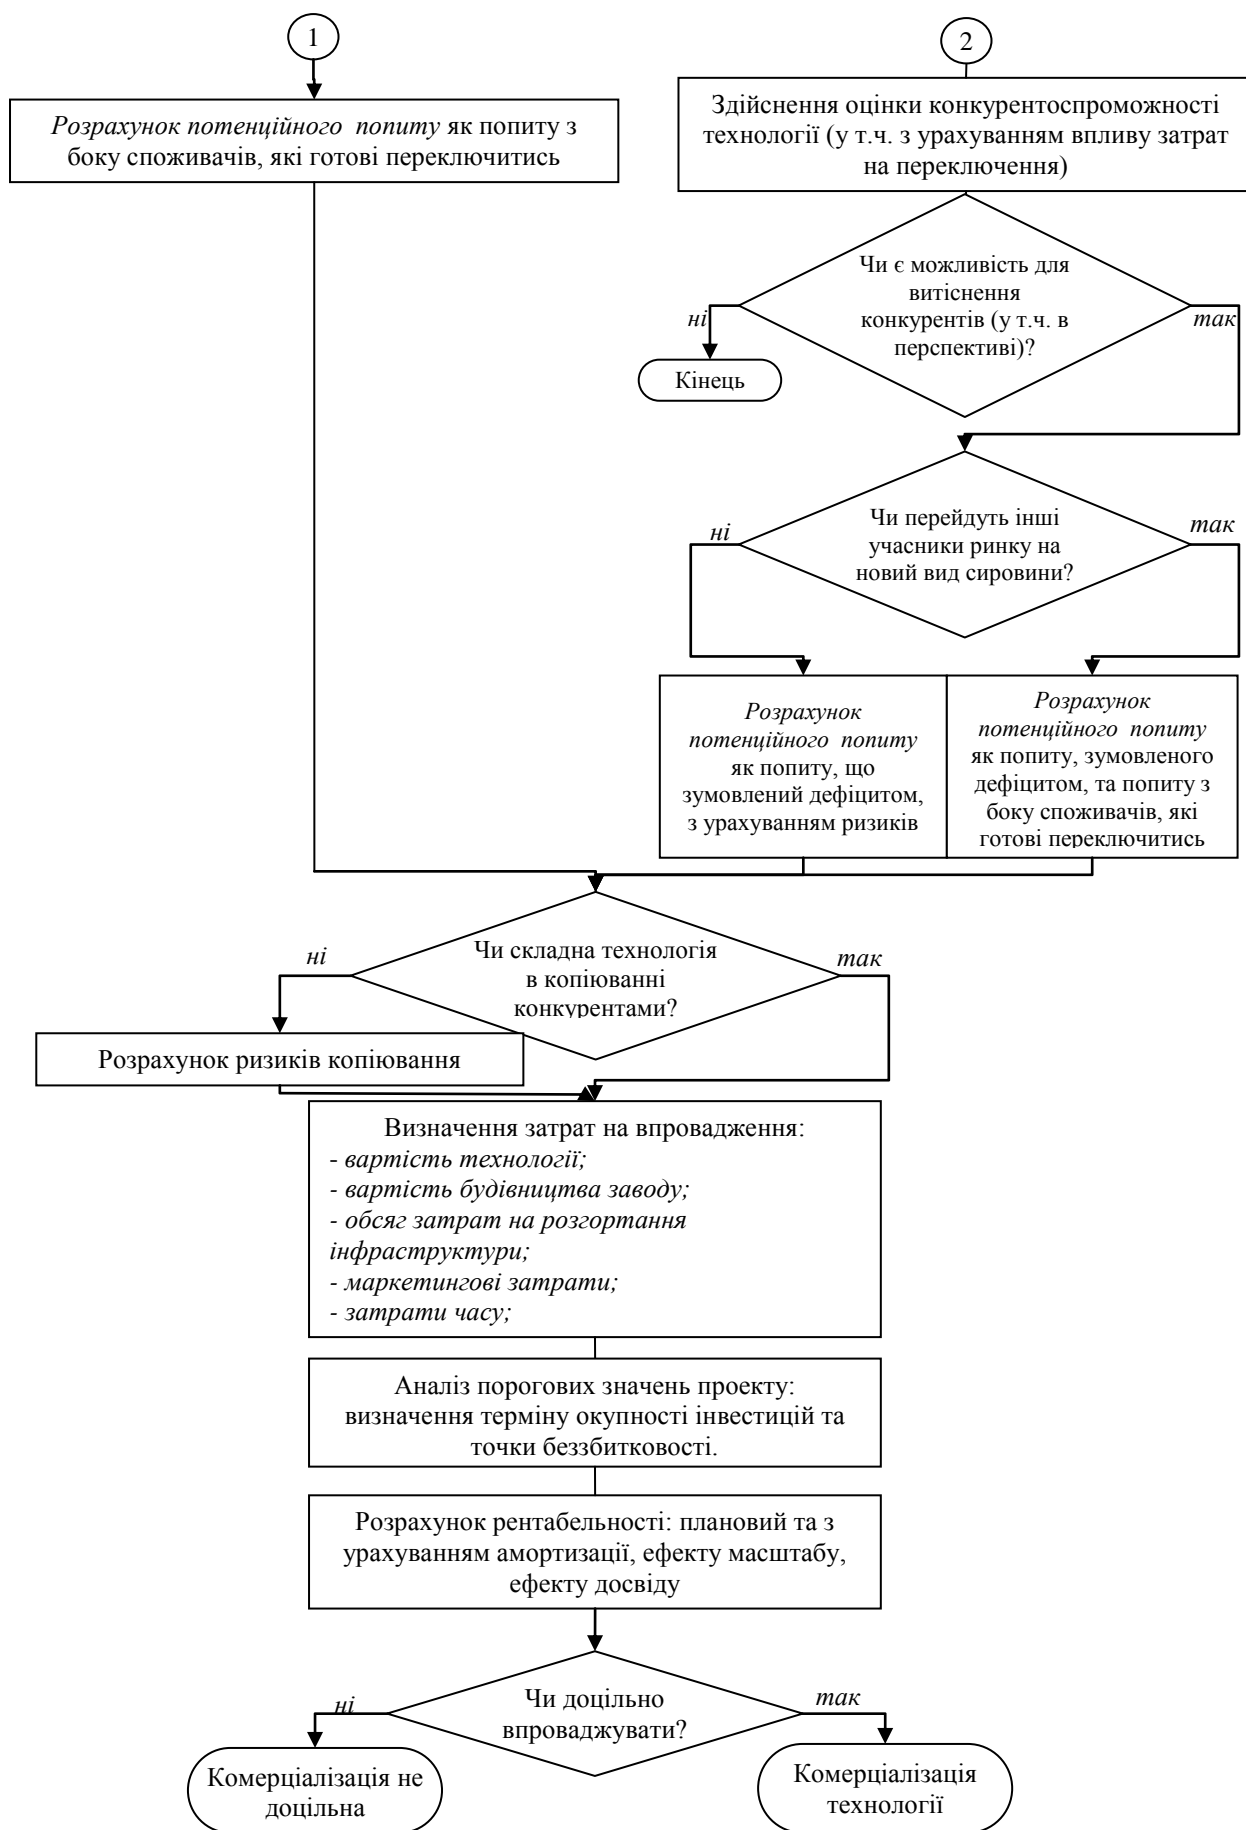 1
Розрахунок потенційного попиту як попиту з
боку споживачів, які готові переключитись
2
Здійснення оцінки конкурентоспроможності
технології (у т.ч. з урахуванням впливу затрат
на переключення)
Чи є можливість для
витіснення
конкурентів (у т.ч. в
перспективі)?
ні
так
Кінець
Чи перейдуть інші
учасники ринку на
новий вид сировини?
ні
так
Розрахунок
потенційного попиту
як попиту, що
зумовлений дефіцитом,
з урахуванням ризиків
Розрахунок
потенційного попиту
як попиту, зумовленого
дефіцитом, та попиту з
боку споживачів, які
готові переключитись
Чи складна технологія
в копіюванні
конкурентами?
ні
так
Розрахунок ризиків копіювання
Визначення затрат на впровадження:
- вартість технології;
- вартість будівництва заводу;
- обсяг затрат на розгортання
інфраструктури;
- маркетингові затрати;
- затрати часу;
Аналіз порогових значень проекту:
визначення терміну окупності інвестицій та
точки беззбитковості.
Розрахунок рентабельності: плановий та з
урахуванням амортизації, ефекту масштабу,
ефекту досвіду
Чи доцільно
впроваджувати?
ні
так
Комерціалізація не
доцільна
Комерціалізація
технології